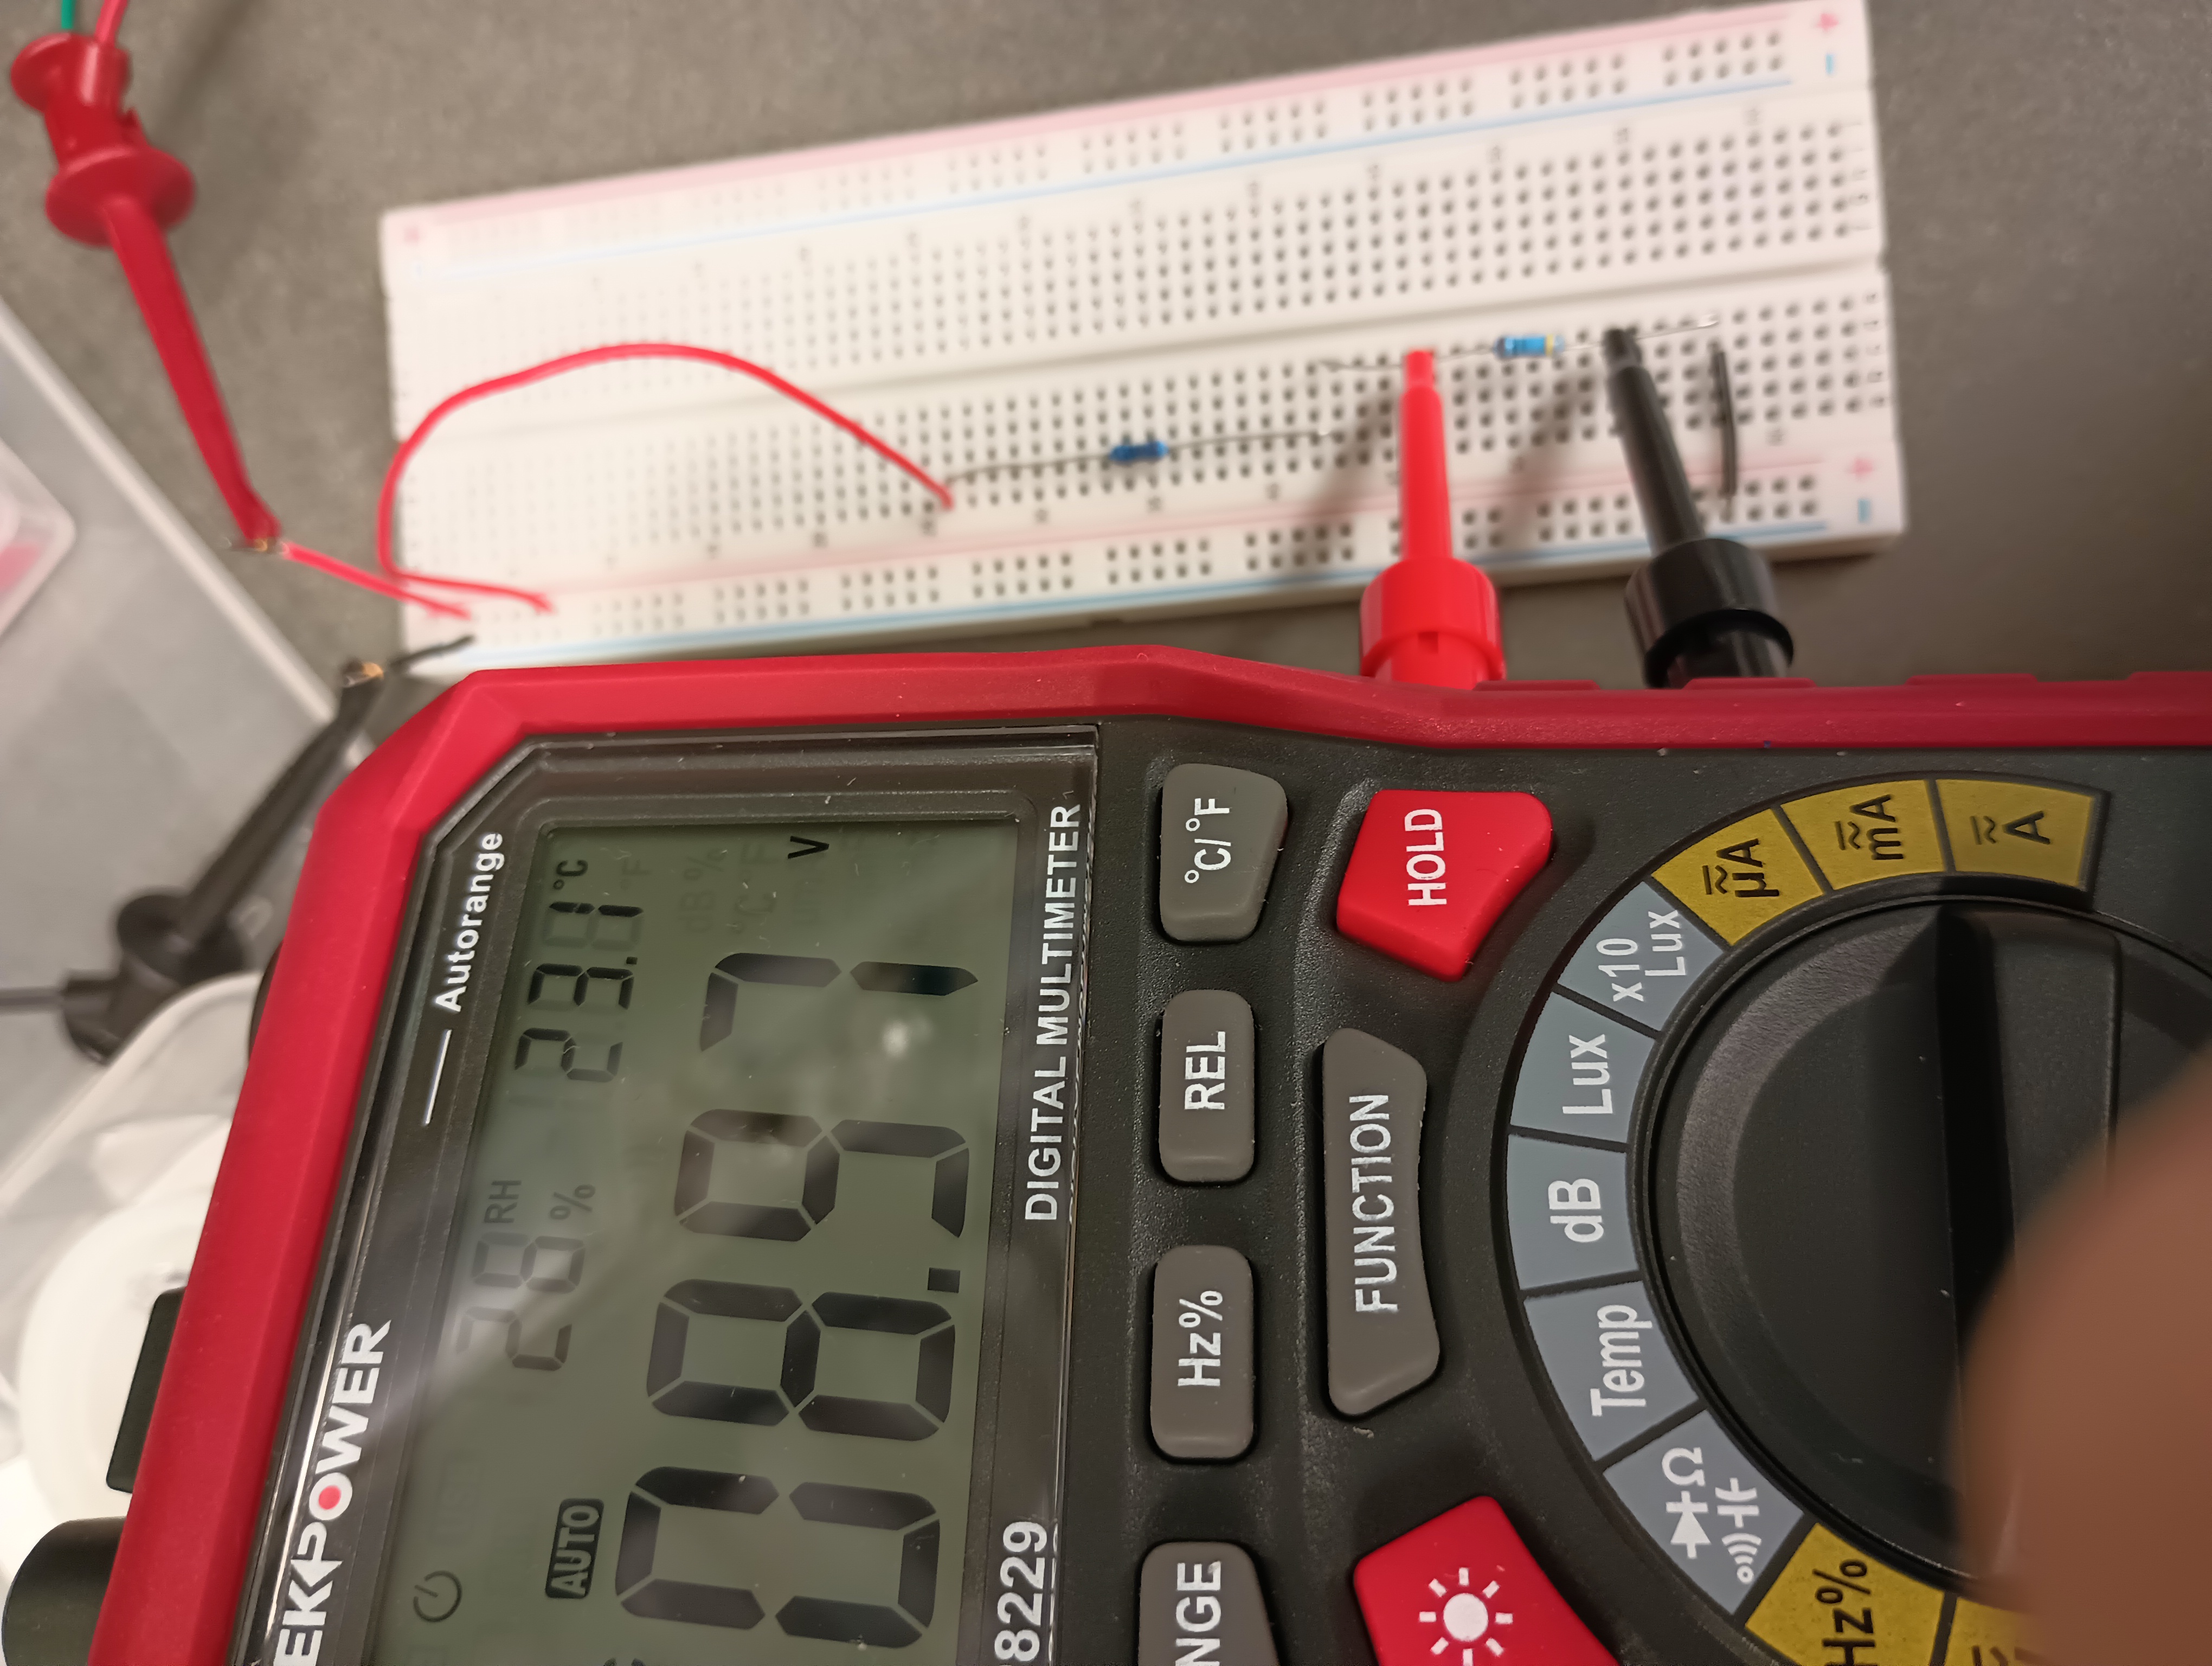 EKPOWER
Autorange
28 RH %
23.1 °C
AUTO
08.97 V
8229
DIGITAL MULTIMETER
NGE
Hz%
REL
°C/°F
FUNCTION
HOLD
Temp
dB
Lux
x10
Lux
Ω
µA
Hz%
mA
A